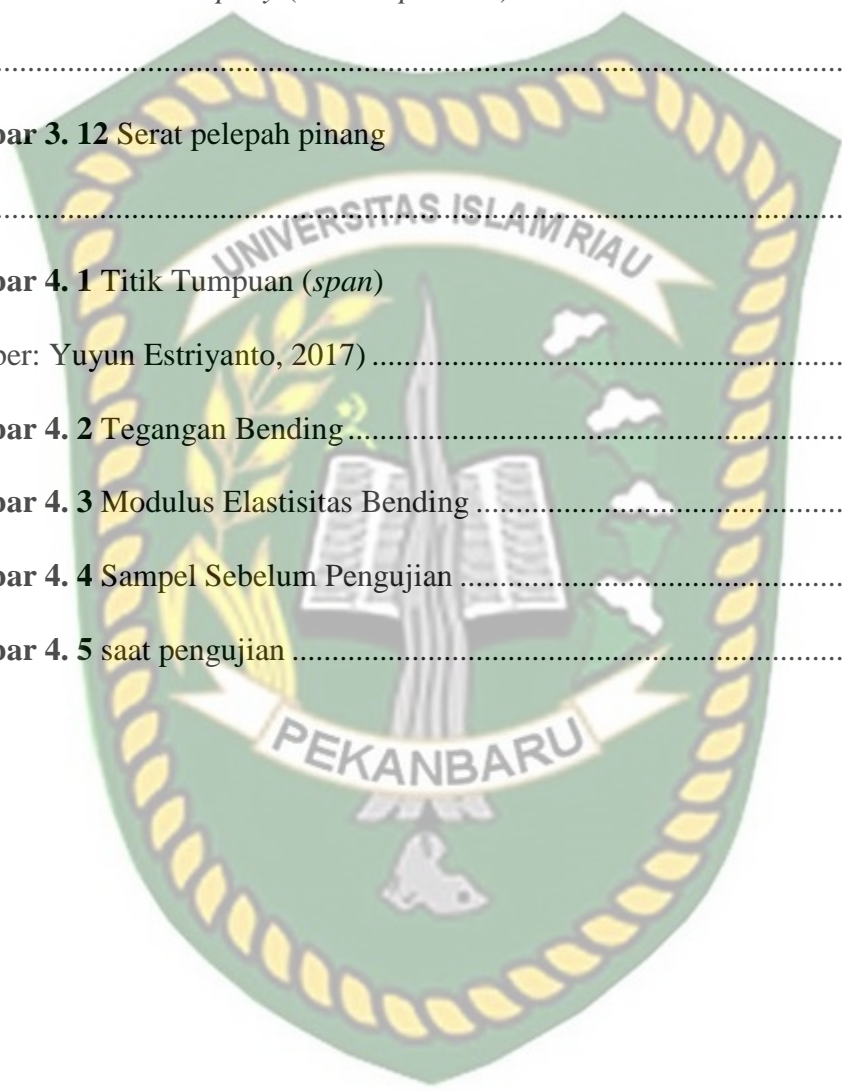 bar 3. 12 Serat pelepah pinang
UNIVERSITAS ISLAM RIAU
bar 4. 1 Titik Tumpuan (span)
ber: Yuyun Estriyanto, 2017)
bar 4. 2 Tegangan Bending
bar 4. 3 Modulus Elastisitas Bending
bar 4. 4 Sampel Sebelum Pengujian
bar 4. 5 saat pengujian
PEKANBARU